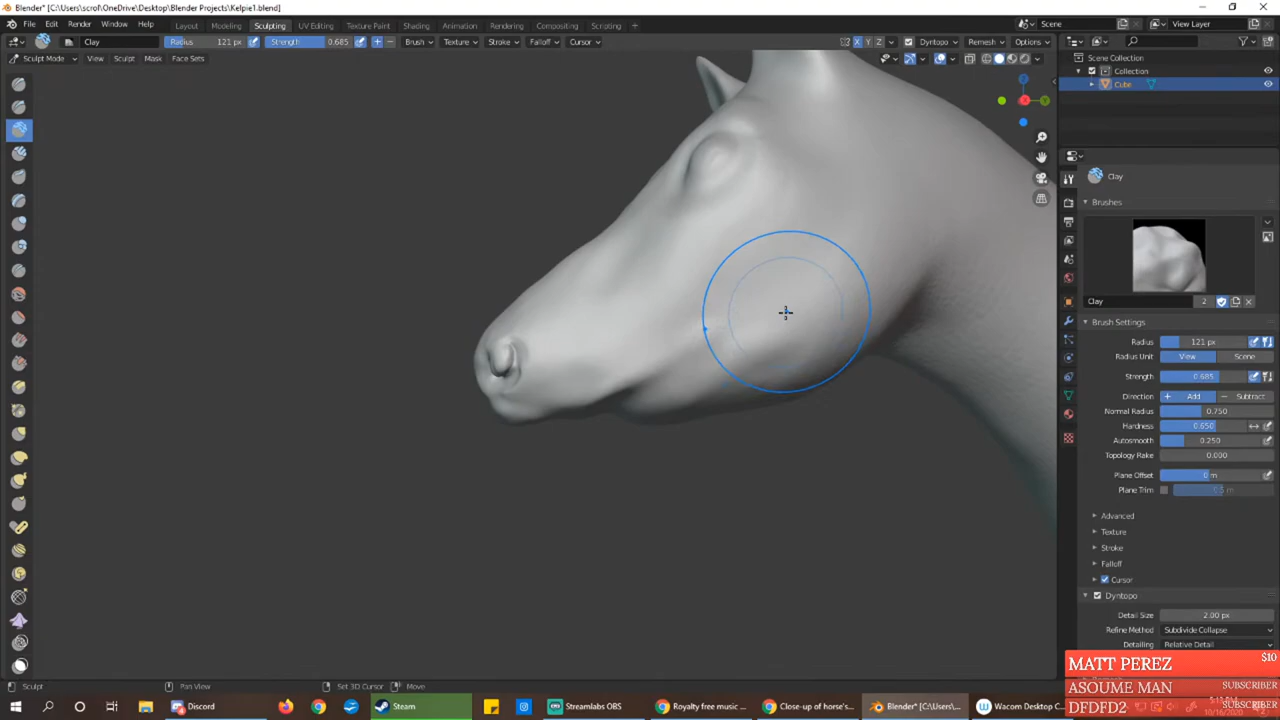 Blender* [C:\Users\scrol\OneDrive\Desktop\Blender Projects\Kelpie1.blend]
File Edit Render Window Help Layout Modeling Sculpting UV Editing Texture Paint Shading Animation Rendering Compositing Scripting + Scene View Layer
Clay Radius 121 px Strength 0.685 Brush Texture Stroke Falloff Cursor X Y Z Dyntopo Remesh Options
Sculpt Mode View Sculpt Mask Face Sets
Scene Collection
Collection
Cube
Clay
Brushes
Clay 2
Brush Settings
Radius 121 px
Radius Unit View Scene
Strength 0.685
Direction + Add − Subtract
Normal Radius 0.750
Hardness 0.650
Autosmooth 0.250
Topology Rake 0.000
Plane Offset 0 m
Plane Trim 0.5 m
Advanced
Texture
Stroke
Falloff
Cursor
Dyntopo
Detail Size 2.00 px
Refine Method Subdivide Collapse
Detailing Relative Detail
MATT PEREZ $10
ASOUME MAN SUBSCRIBER
DFDFD2 SUBSCRIBER
Sculpt Pan View Set 3D Cursor Move
Discord Steam Streamlabs OBS Royalty free music ... Close-up of horse's... Blender* [C:\Users\... Wacom Desktop C...
10/16/2020